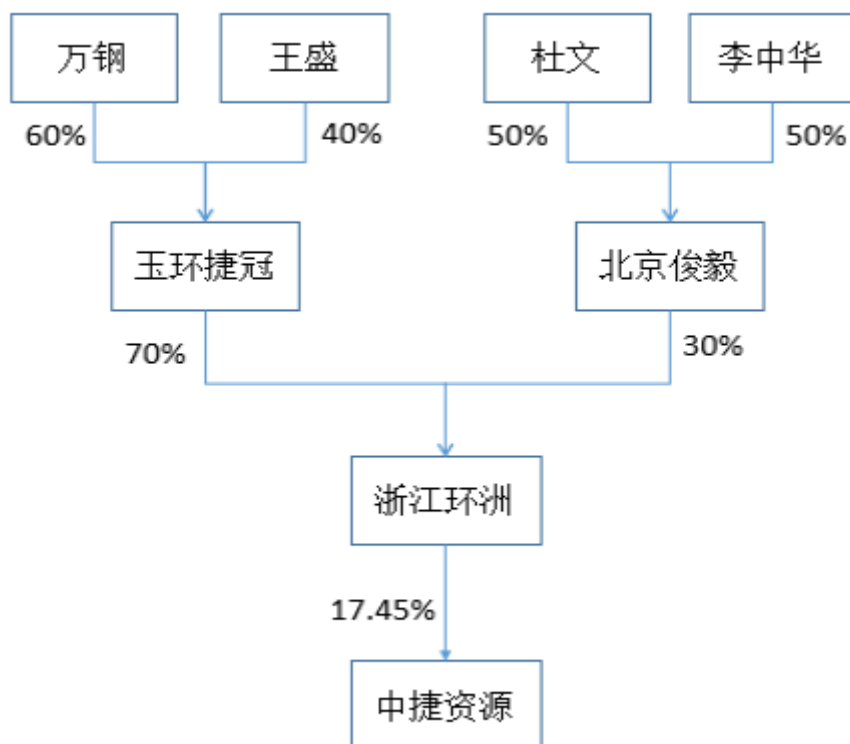 万钢 王盛 杜文 李中华
60% 40% 50% 50%
玉环捷冠 北京俊毅
70% 30%
浙江环洲
17.45%
中捷资源